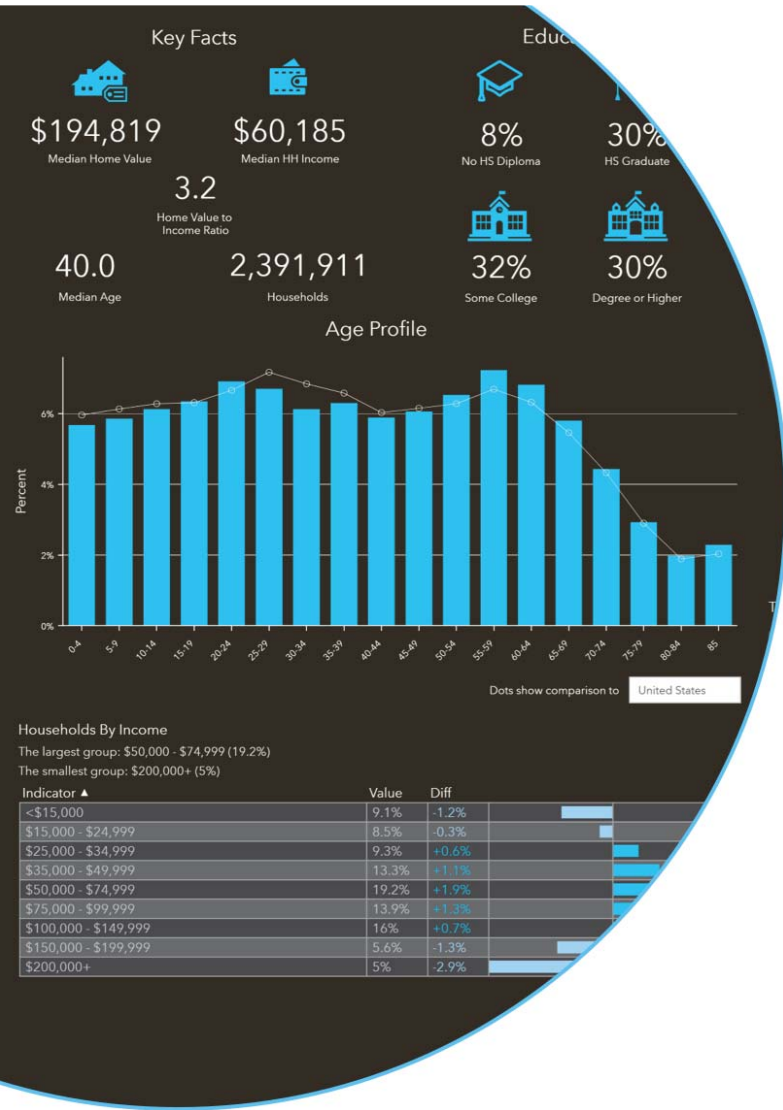 Key Facts
$194,819
Median Home Value
$60,185
Median HH Income
3.2
Home Value to
Income Ratio
40.0
Median Age
2,391,911
Households
8%
No HS Diploma
30%
HS Graduate
32%
Some College
30%
Degree or Higher
Age Profile
Percent
6%
4%
2%
0%
0-4
5-9
10-14
15-19
20-24
25-29
30-34
35-39
40-44
45-49
50-54
55-59
60-64
65-69
70-74
75-79
80-84
85
Dots show comparison to United States
Households By Income
The largest group: $50,000 - $74,999 (19.2%)
The smallest group: $200,000+ (5%)
Indicator ▲ Value Diff
<$15,000 9.1% -1.2%
$15,000 - $24,999 8.5% -0.3%
$25,000 - $34,999 9.3% +0.6%
$35,000 - $49,999 13.3% +1.1%
$50,000 - $74,999 19.2% +1.9%
$75,000 - $99,999 13.9% +1.3%
$100,000 - $149,999 16% +0.7%
$150,000 - $199,999 5.6% -1.3%
$200,000+ 5% -2.9%